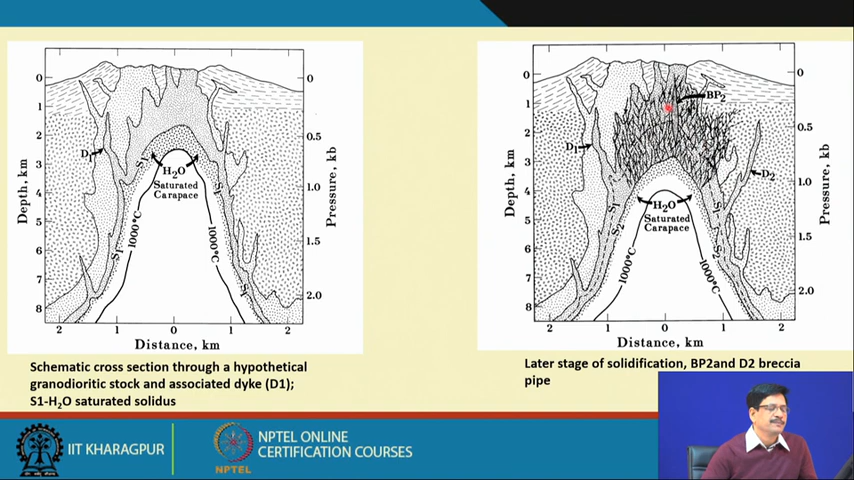 0
1
2
3
4
5
6
7
8
Depth, km
0
0.5
1.0
1.5
2.0
Pressure, kb
D1
S1
S1
S1
S1
H2O
Saturated
Carapace
1000°C
1000°C
2 1 0 1 2
Distance, km
0
1
2
3
4
5
6
7
8
Depth, km
0
0.5
1.0
1.5
2.0
Pressure, kb
BP2
D1
D2
S1
S2
S1
S2
H2O
Saturated
Carapace
1000°C
1000°C
2 1 0 1 2
Distance, km
Schematic cross section through a hypothetical
granodioritic stock and associated dyke (D1);
S1-H2O saturated solidus
Later stage of solidification, BP2and D2 breccia
pipe
IIT KHARAGPUR
NPTEL
NPTEL ONLINE
CERTIFICATION COURSES